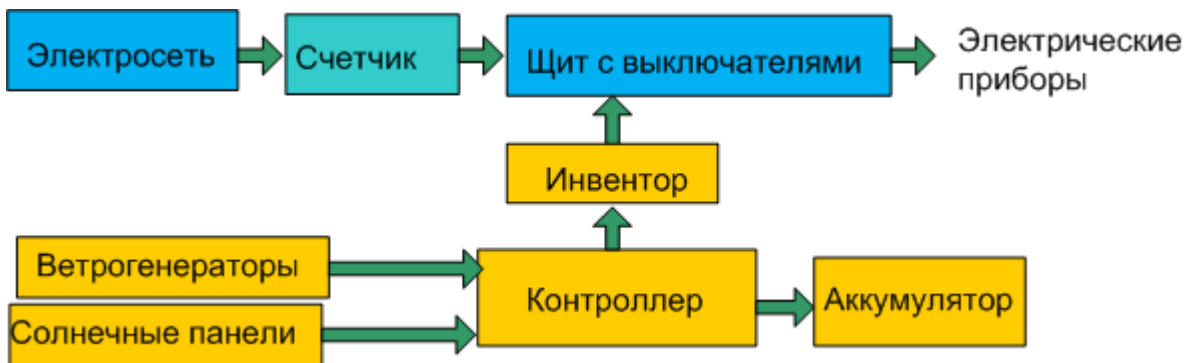 Электросеть
Счетчик
Щит с выключателями
Электрические
приборы
Инвентор
Ветрогенераторы
Контроллер
Аккумулятор
Солнечные панели